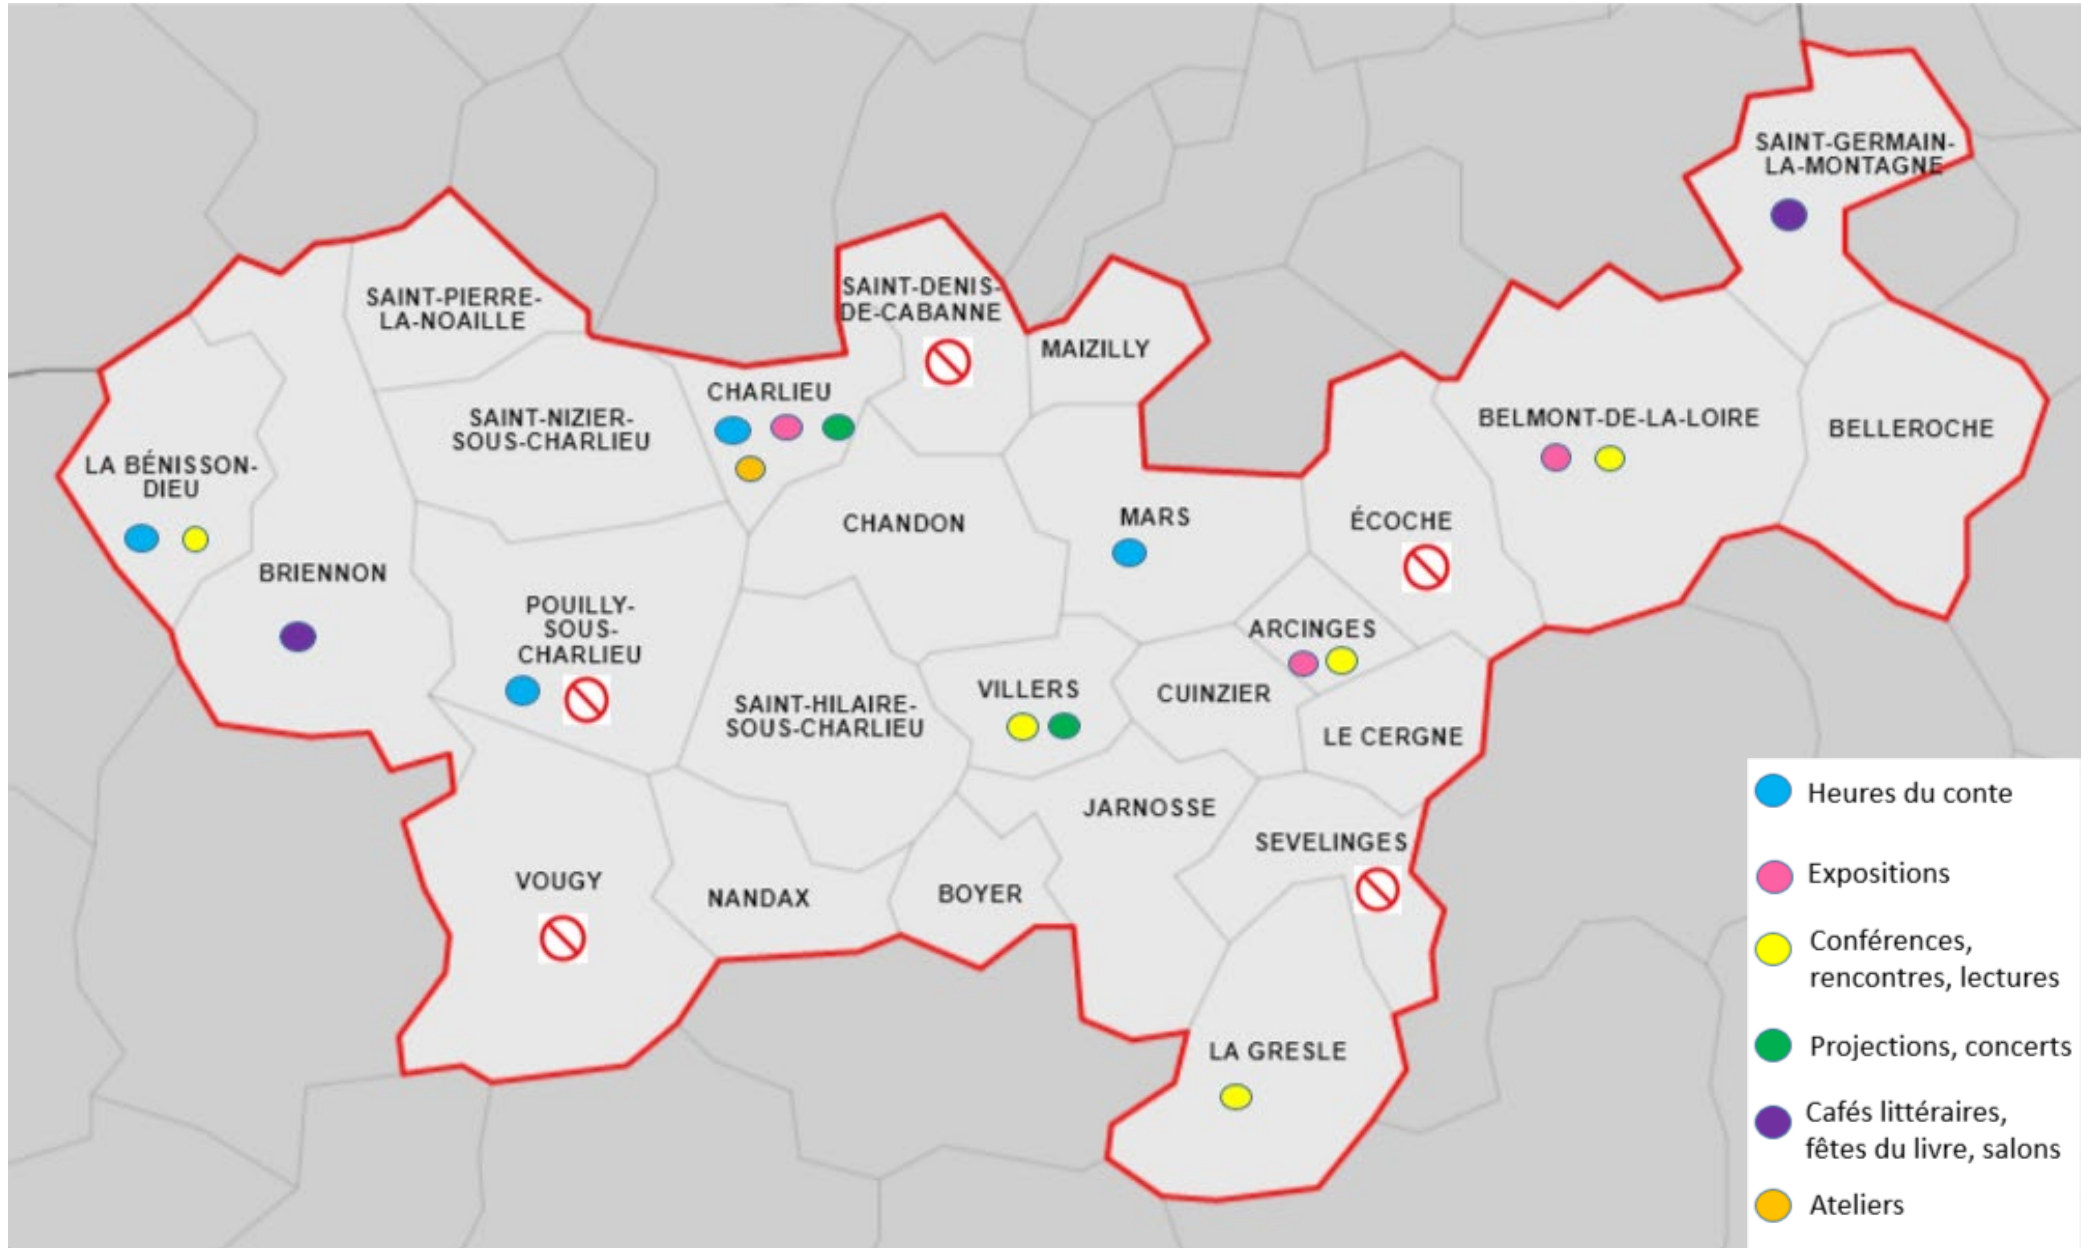 SAINT-GERMAIN-
LA-MONTAGNE
SAINT-PIERRE-
LA-NOAILLE
SAINT-DENIS-
DE-CABANNE
MAIZILLY
CHARLIEU
SAINT-NIZIER-
SOUS-CHARLIEU
BELMONT-DE-LA-LOIRE
BELLEROCHE
LA BÉNISSON-
DIEU
CHANDON
MARS
ÉCOCHE
BRIENNON
POUILLY-
SOUS-
CHARLIEU
ARCINGES
SAINT-HILAIRE-
SOUS-CHARLIEU
VILLERS
CUINZIER
LE CERGNE
JARNOSSE
SEVELINGES
VOUGY
NANDAX
BOYER
LA GRESLE
Heures du conte
Expositions
Conférences,
rencontres, lectures
Projections, concerts
Cafés littéraires,
fêtes du livre, salons
Ateliers